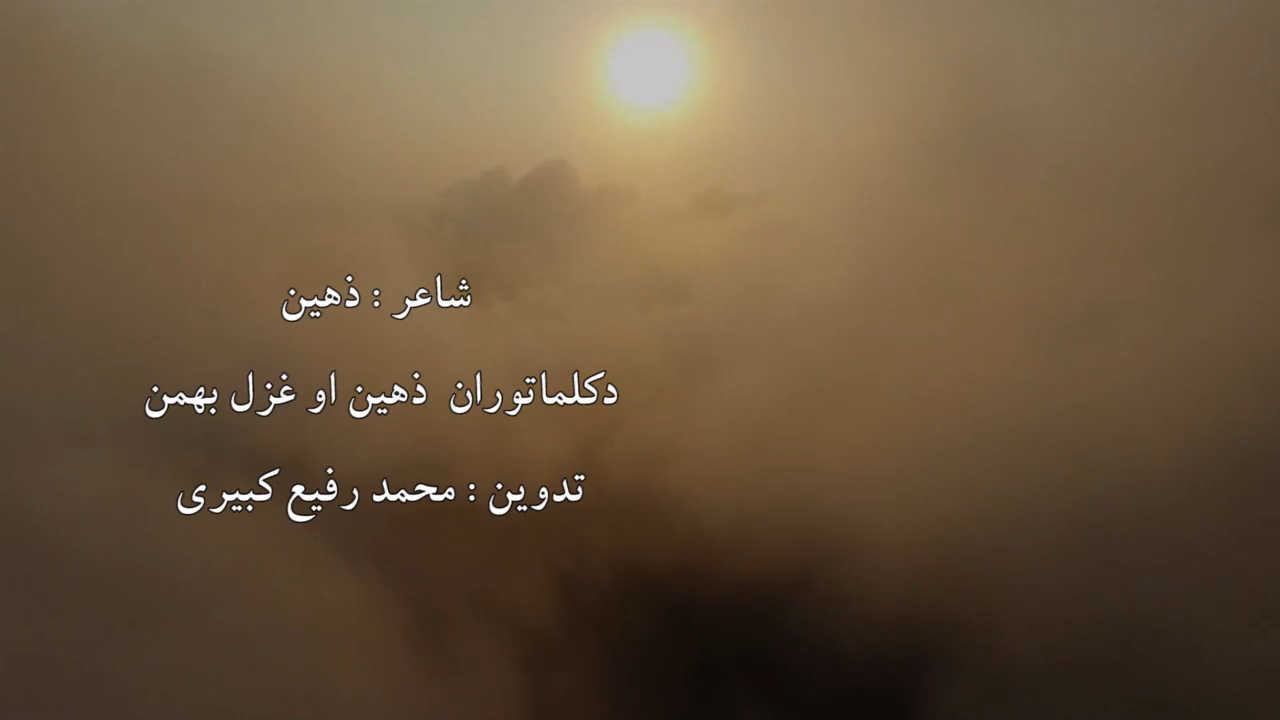 شاعر : ذهین
دکلماتوران ذهین او غزل بهمن
تدوین : محمد رفیع کبیری